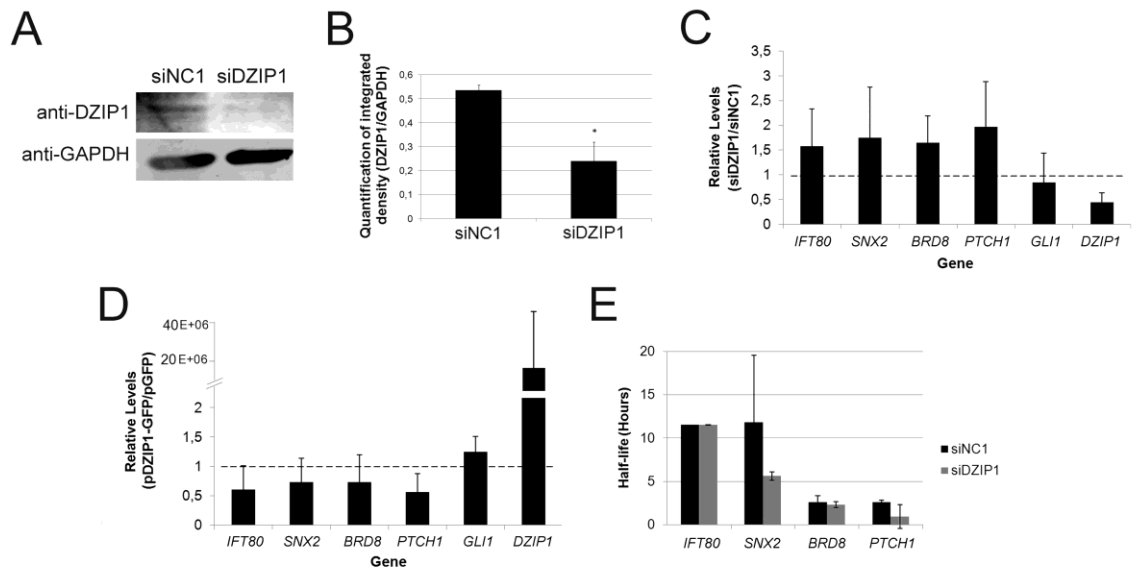 A
siNC1 siDZIP1
anti-DZIP1
anti-GAPDH
B
Quantification of integrated
density (DZIP1/GAPDH)
0,6
0,5
0,4
0,3
0,2
0,1
0
*
siNC1 siDZIP1
C
Relative Levels
(siDZIP1/siNC1)
3,5
3
2,5
2
1,5
1
0,5
0
IFT80 SNX2 BRD8 PTCH1 GLI1 DZIP1
Gene
D
Relative Levels
(pDZIP1-GFP/pGFP)
40E+06
20E+06
2
1,5
1
0,5
0
IFT80 SNX2 BRD8 PTCH1 GLI1 DZIP1
Gene
E
Half-life (Hours)
20
15
10
5
0
IFT80 SNX2 BRD8 PTCH1
siNC1
siDZIP1